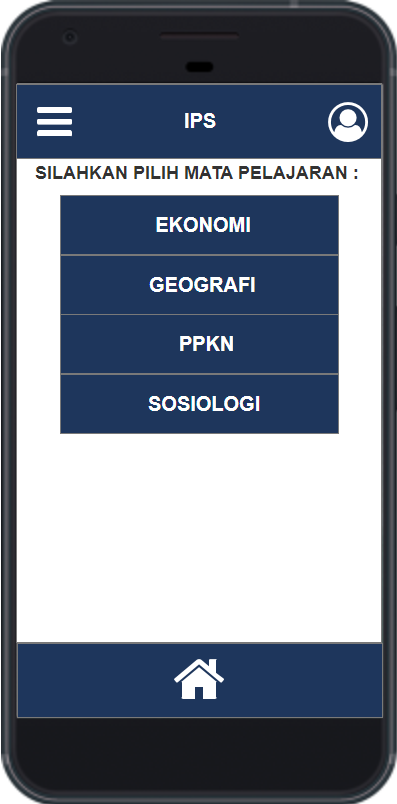 IPS
SILAHKAN PILIH MATA PELAJARAN :
EKONOMI
GEOGRAFI
PPKN
SOSIOLOGI